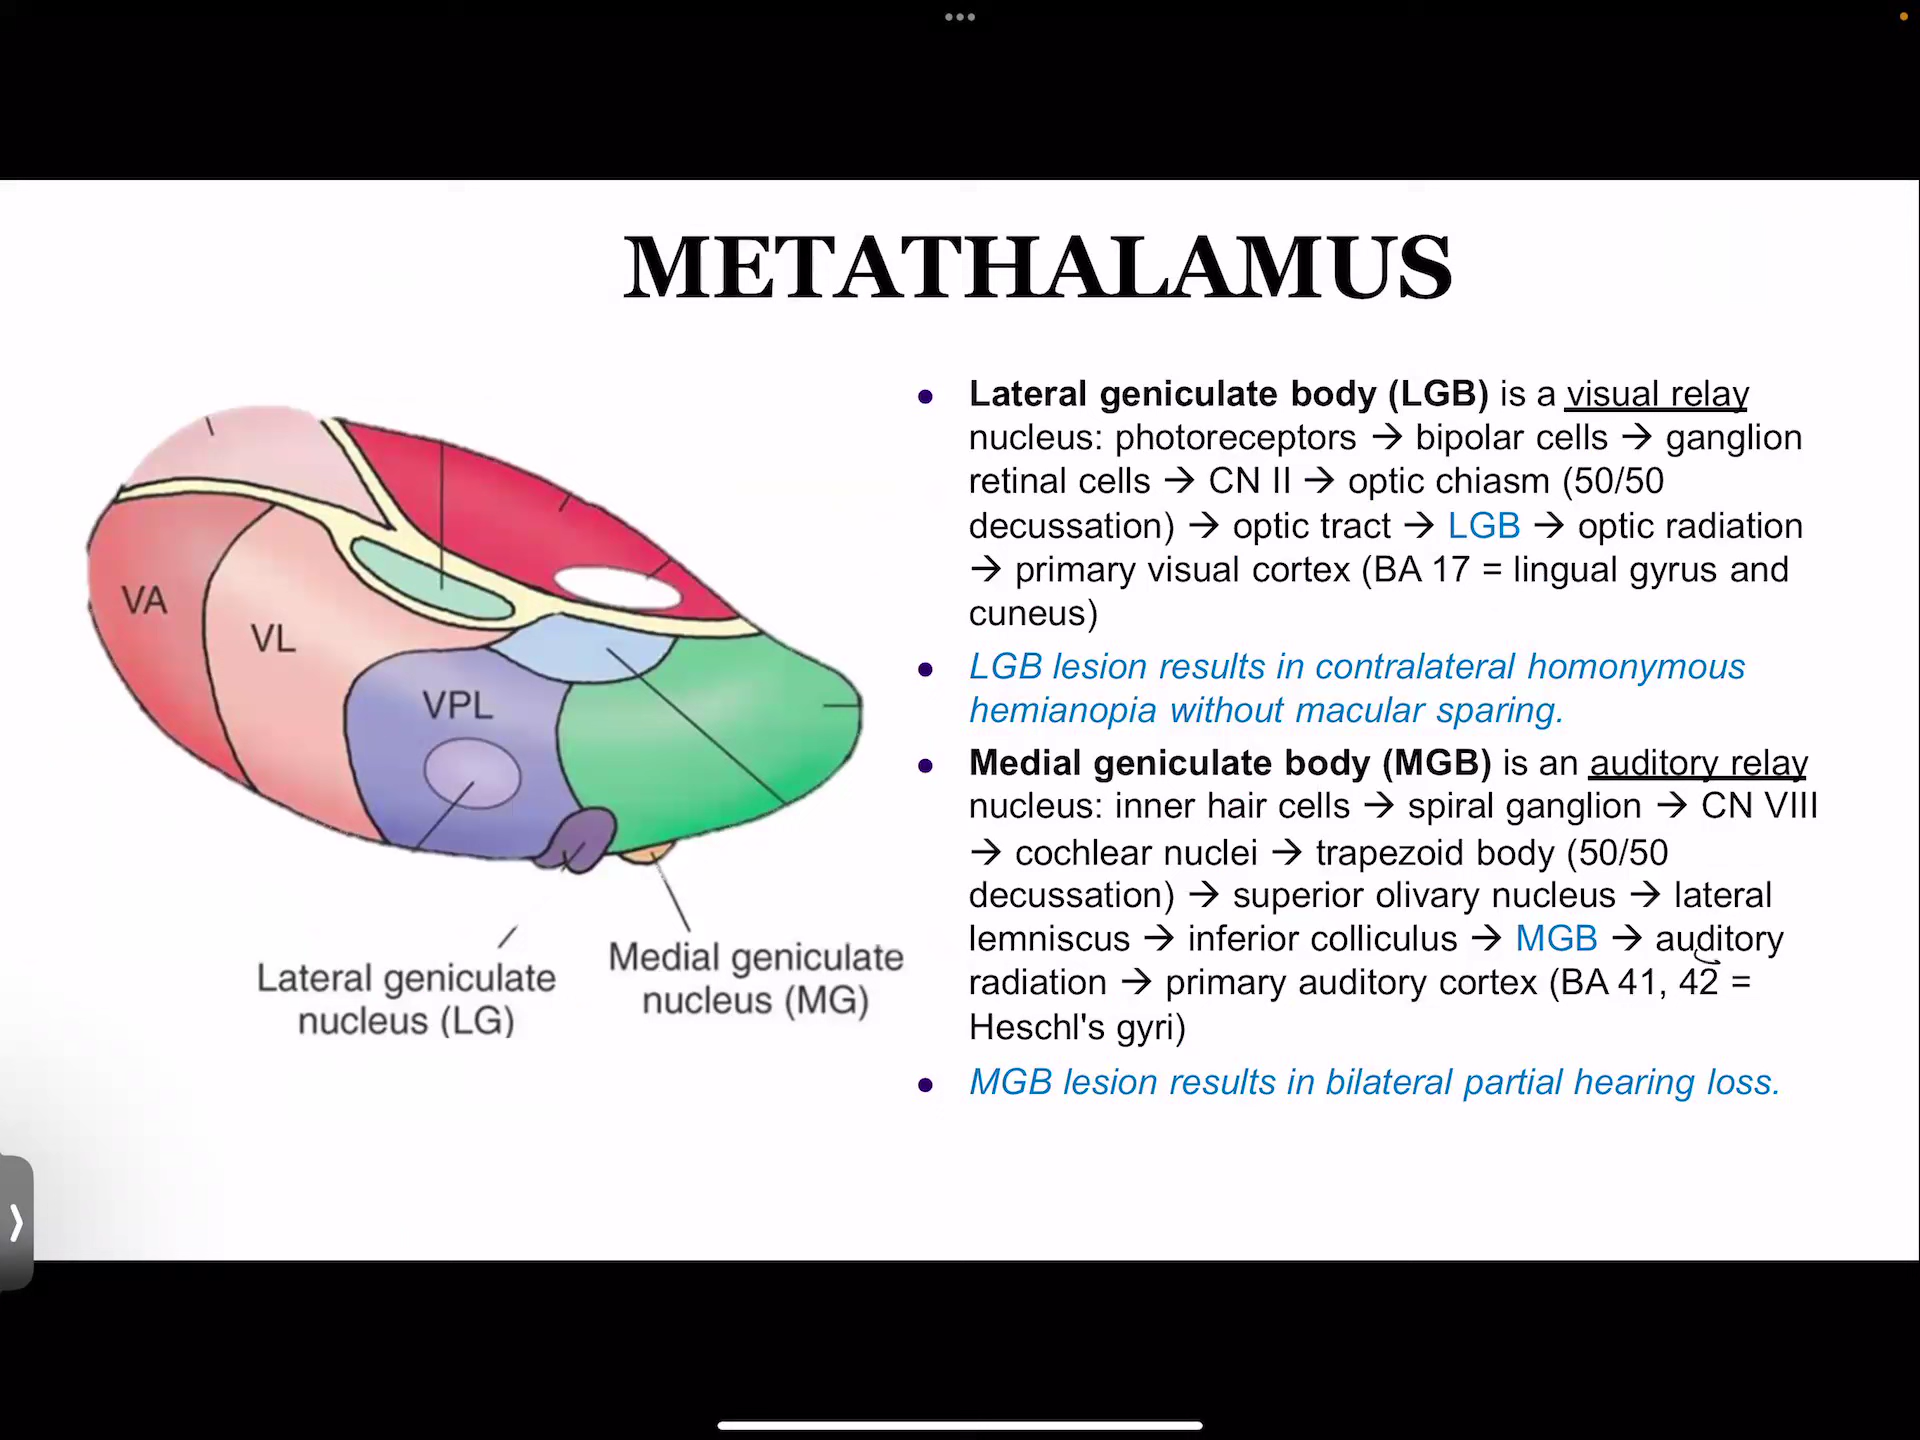 METATHALAMUS
VA
VL
VPL
Lateral geniculate
nucleus (LG)
Medial geniculate
nucleus (MG)
● Lateral geniculate body (LGB) is a visual relay
nucleus: photoreceptors → bipolar cells → ganglion
retinal cells → CN II → optic chiasm (50/50
decussation) → optic tract → LGB → optic radiation
→ primary visual cortex (BA 17 = lingual gyrus and
cuneus)
● LGB lesion results in contralateral homonymous
hemianopia without macular sparing.
● Medial geniculate body (MGB) is an auditory relay
nucleus: inner hair cells → spiral ganglion → CN VIII
→ cochlear nuclei → trapezoid body (50/50
decussation) → superior olivary nucleus → lateral
lemniscus → inferior colliculus → MGB → auditory
radiation → primary auditory cortex (BA 41, 42 =
Heschl's gyri)
● MGB lesion results in bilateral partial hearing loss.